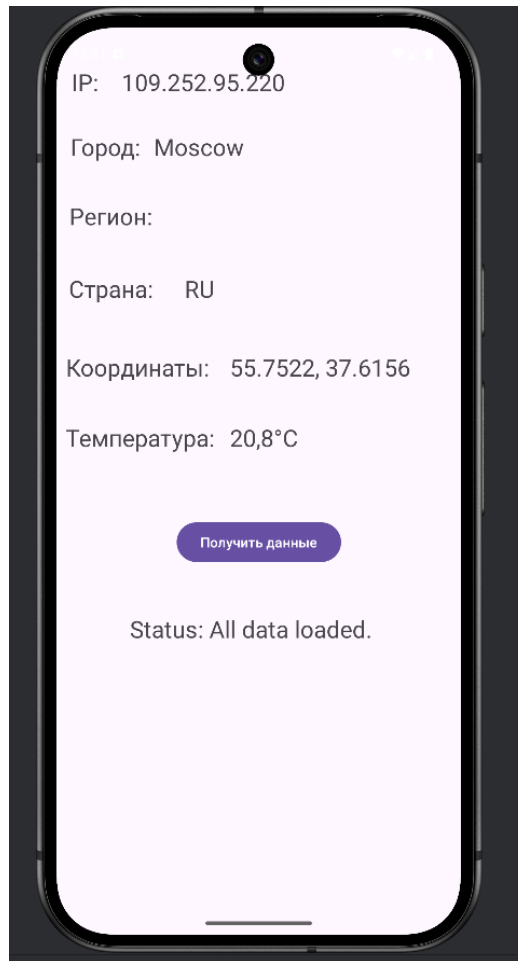 IP: 109.252.95.220
Город: Moscow
Регион:
Страна: RU
Координаты: 55.7522, 37.6156
Температура: 20,8°C
Получить данные
Status: All data loaded.